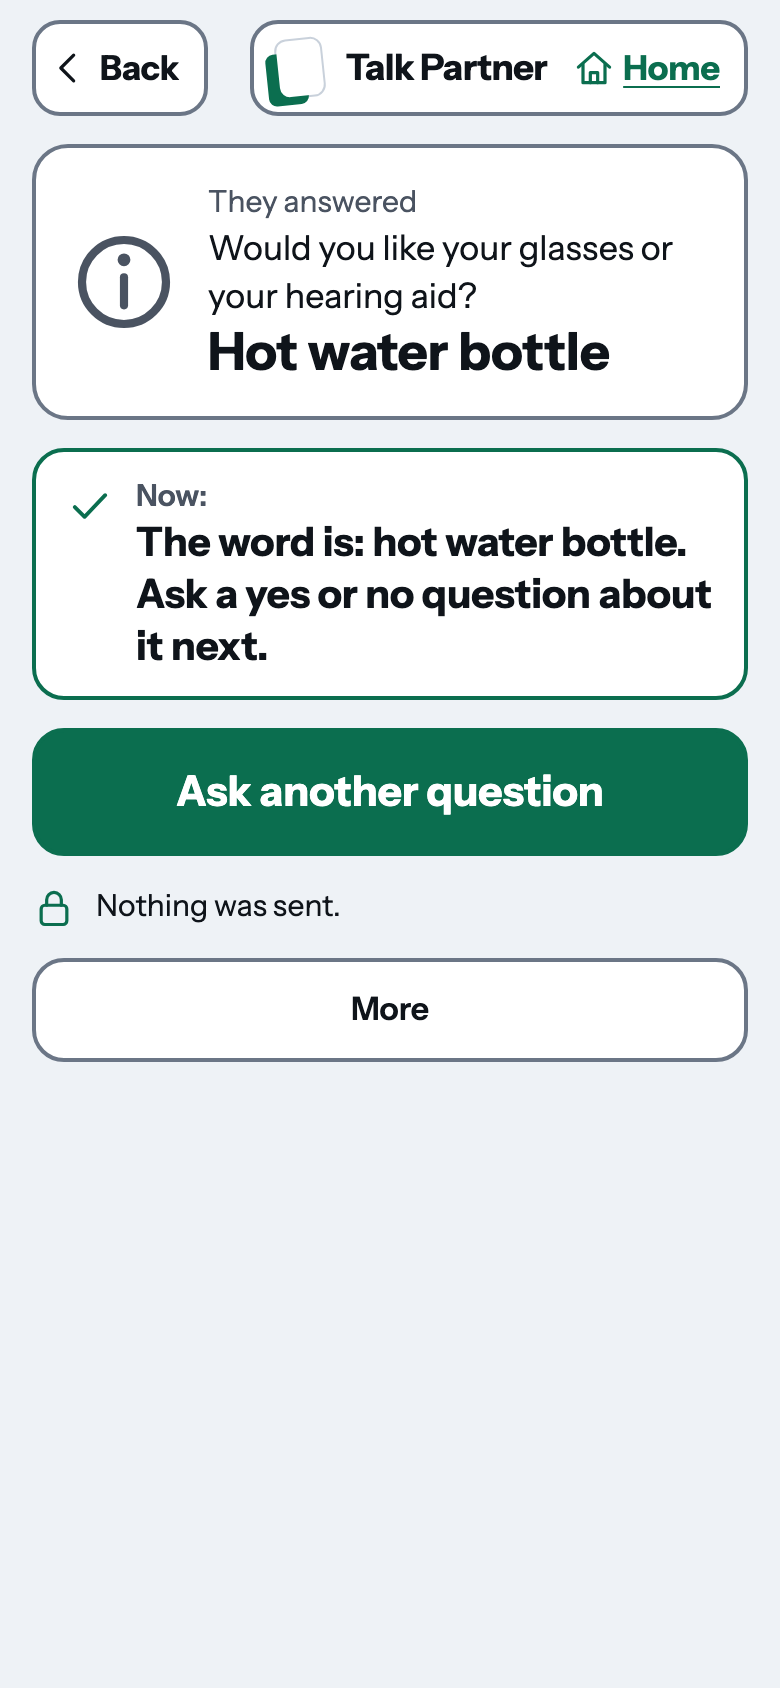 Back
Talk Partner
Home
They answered
Would you like your glasses or
your hearing aid?
Hot water bottle
Now:
The word is: hot water bottle.
Ask a yes or no question about
it next.
Ask another question
Nothing was sent.
More